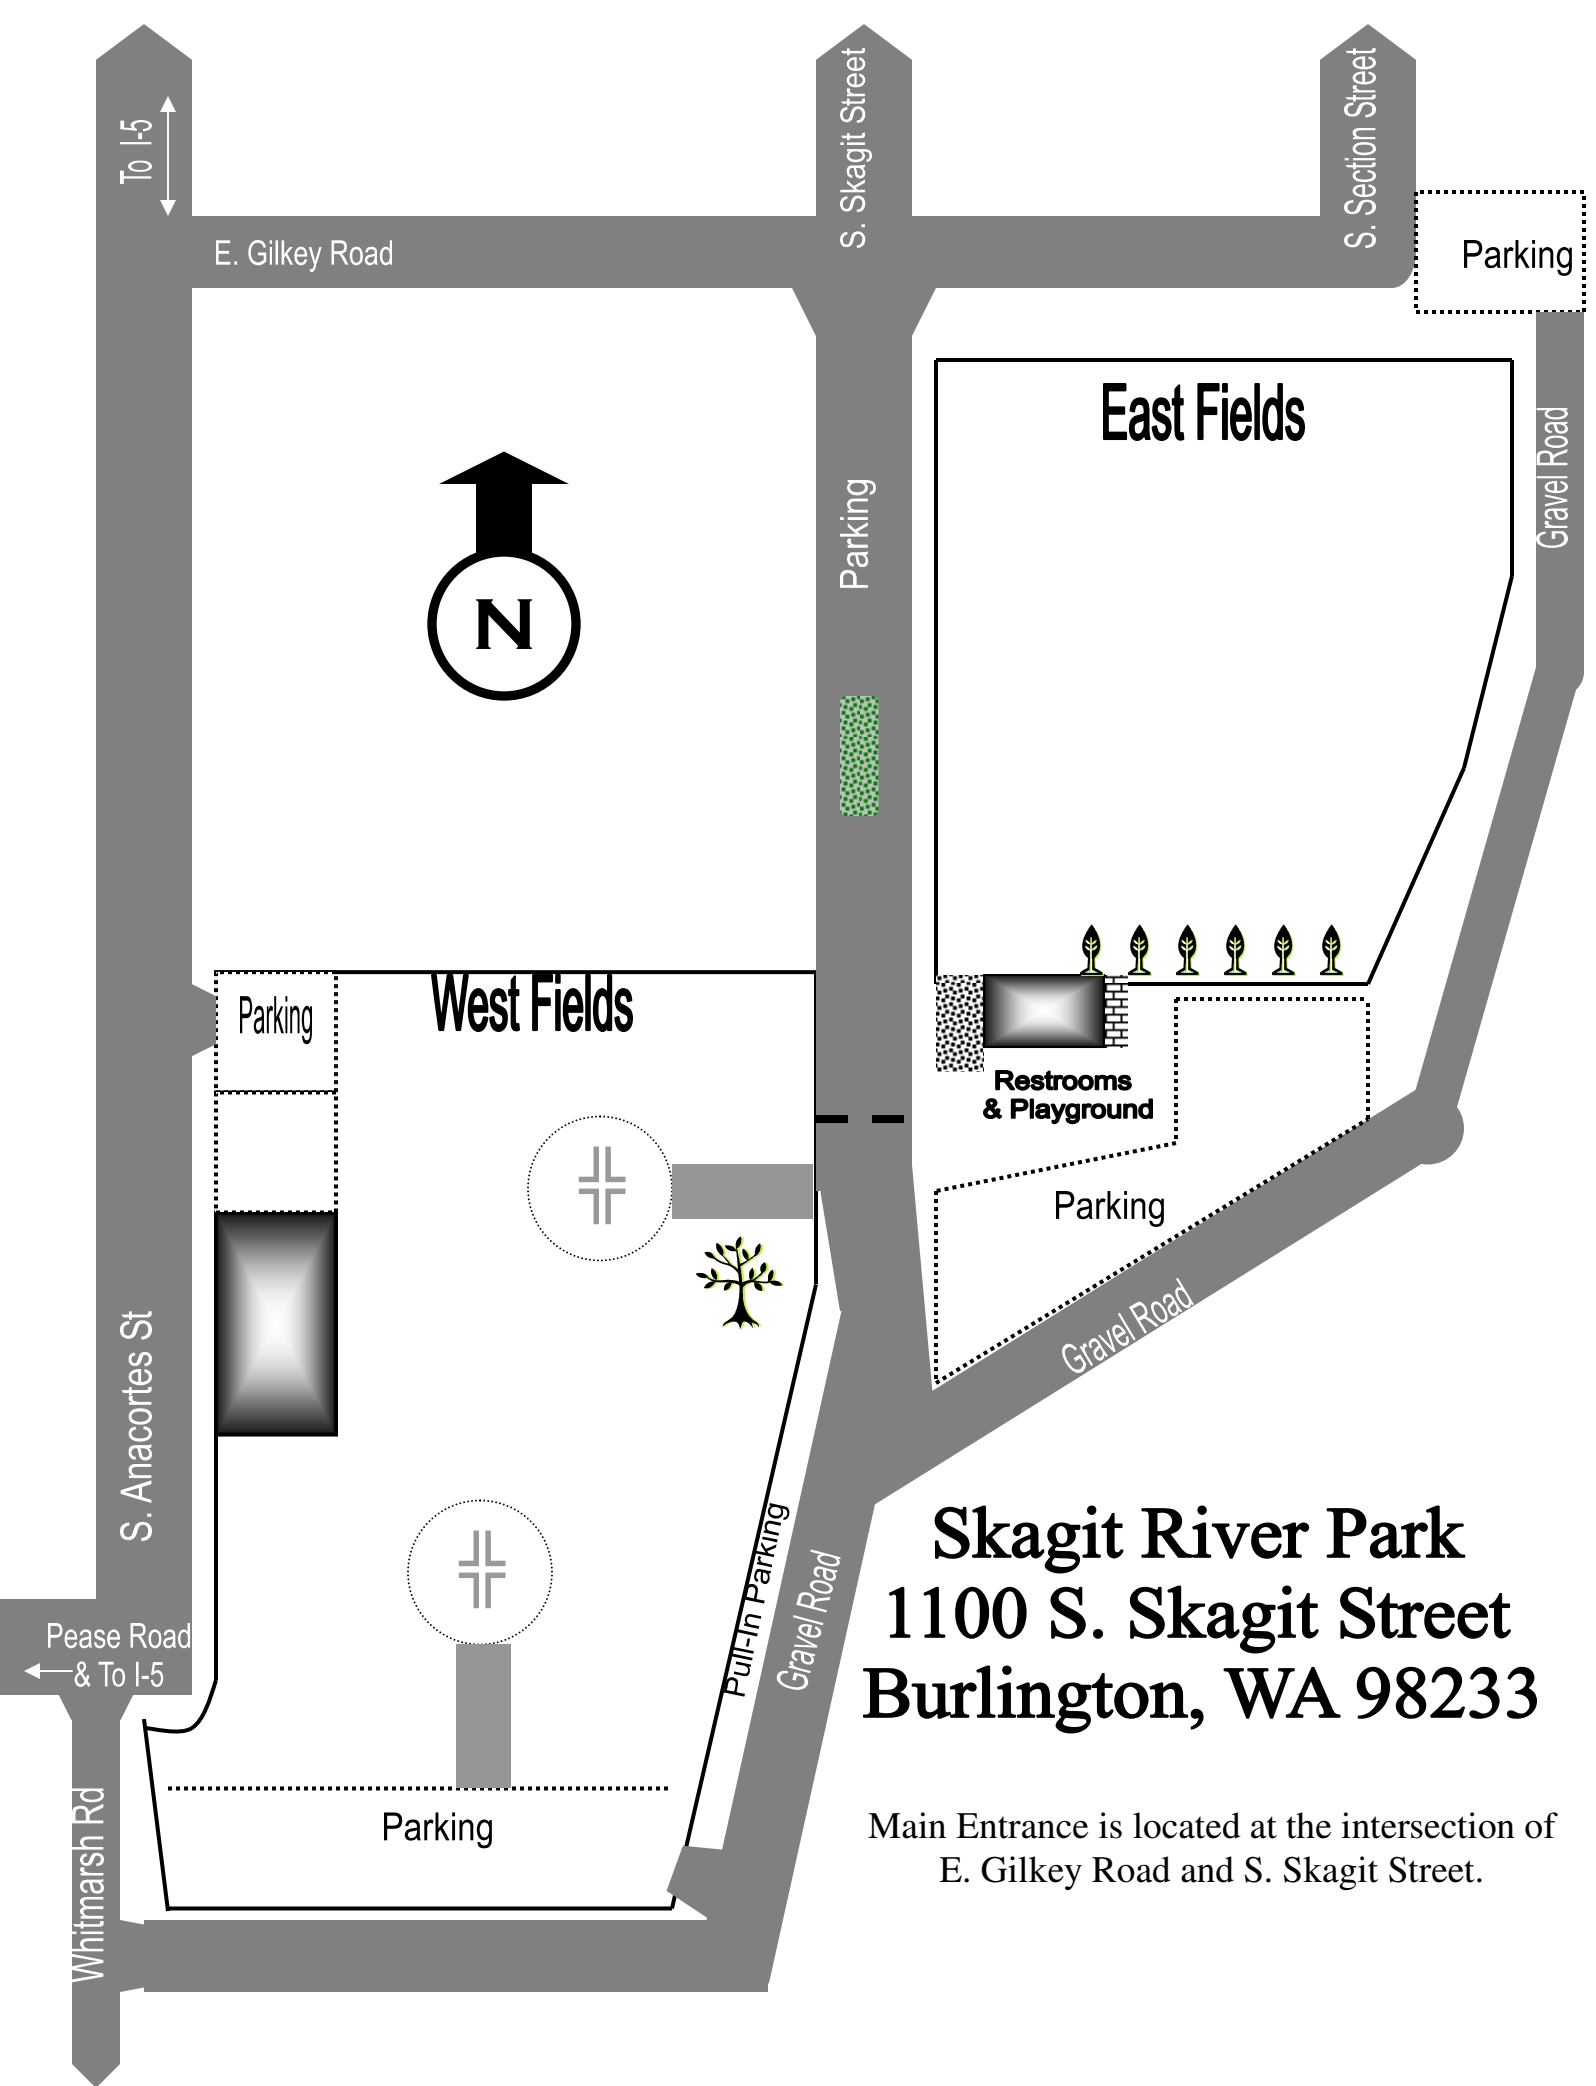 To I-5
S. Skagit Street
S. Section Street
E. Gilkey Road
Parking
East Fields
Gravel Road
Parking
N
West Fields
Parking
Restrooms
& Playground
Parking
Gravel Road
S. Anacortes St
Pull-In Parking
Gravel Road
Skagit River Park
1100 S. Skagit Street
Burlington, WA 98233
Pease Road
& To I-5
Whitmarsh Rd
Parking
Main Entrance is located at the intersection of
E. Gilkey Road and S. Skagit Street.